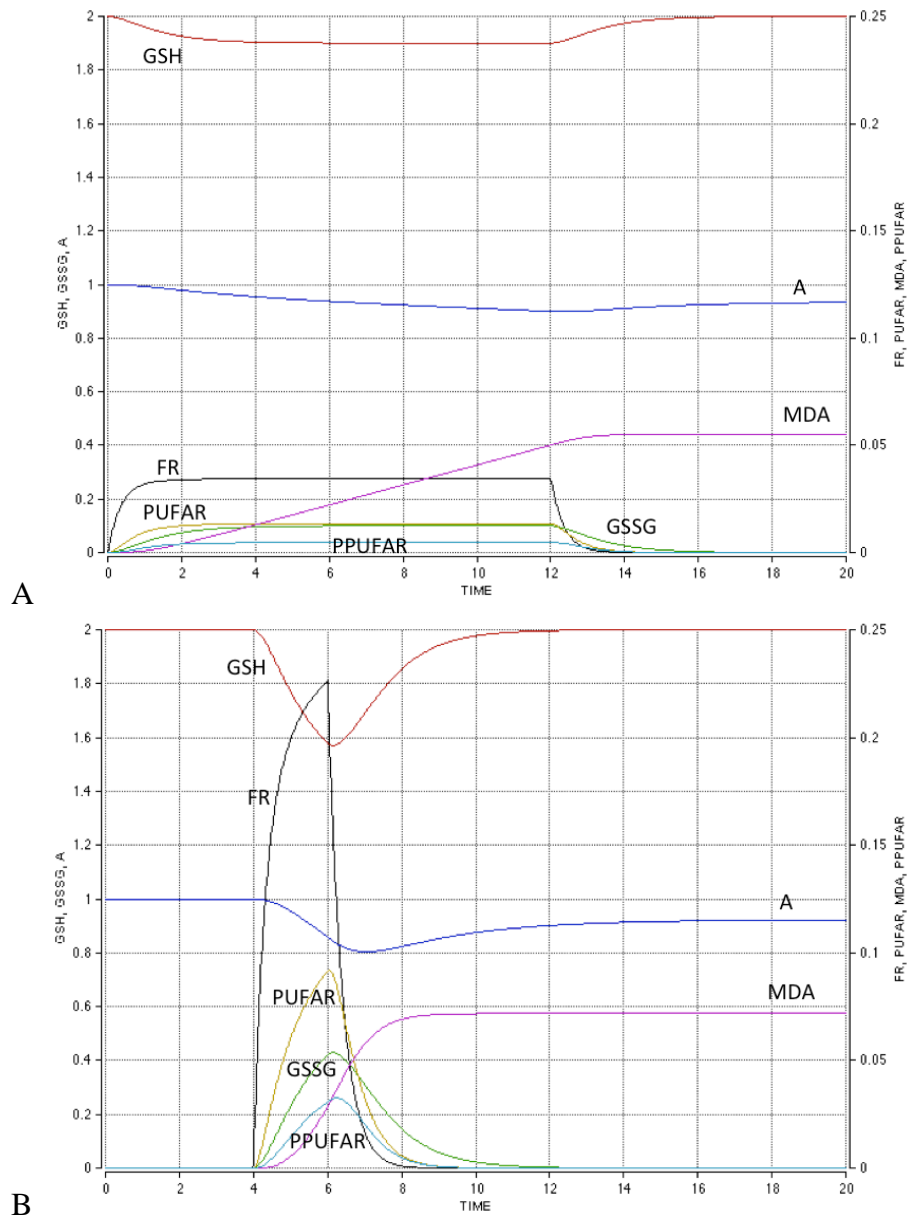 2
1.8
1.6
1.4
1.2
1
0.8
0.6
0.4
0.2
0
GSH, GSSG, A
0.25
0.2
0.15
0.1
0.05
0
FR, PUFAR, MDA, PPUFAR
GSH
A
MDA
FR
PUFAR
PPUFAR
GSSG
0 2 4 6 8 10 12 14 16 18 20
TIME
A
2
1.8
1.6
1.4
1.2
1
0.8
0.6
0.4
0.2
0
GSH, GSSG, A
0.25
0.2
0.15
0.1
0.05
0
FR, PUFAR, MDA, PPUFAR
GSH
FR
A
PUFAR
MDA
GSSG
PPUFAR
0 2 4 6 8 10 12 14 16 18 20
TIME
B